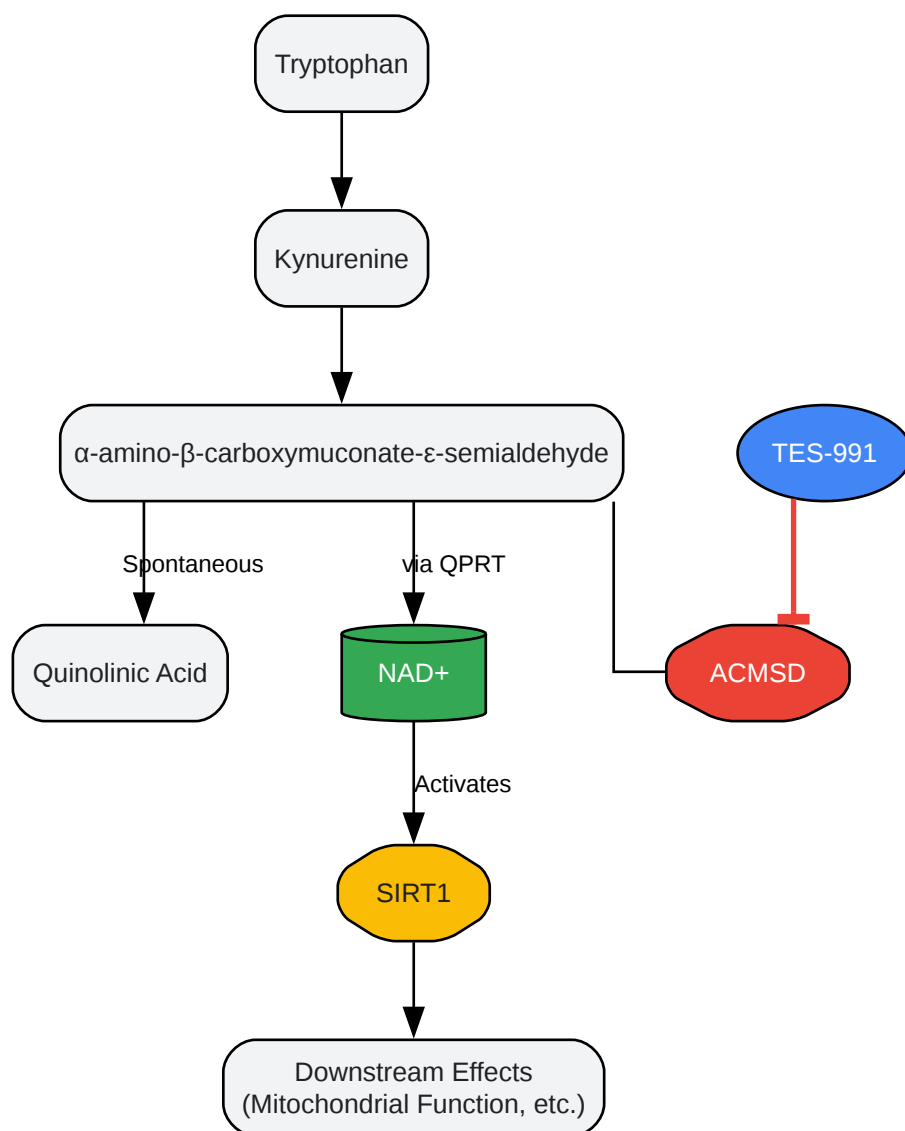 Tryptophan
Kynurenine
α-amino-β-carboxymuconate-ε-semialdehyde
TES-991
Spontaneous
via QPRT
Quinolinic Acid
NAD+
ACMSD
Activates
SIRT1
Downstream Effects
(Mitochondrial Function, etc.)